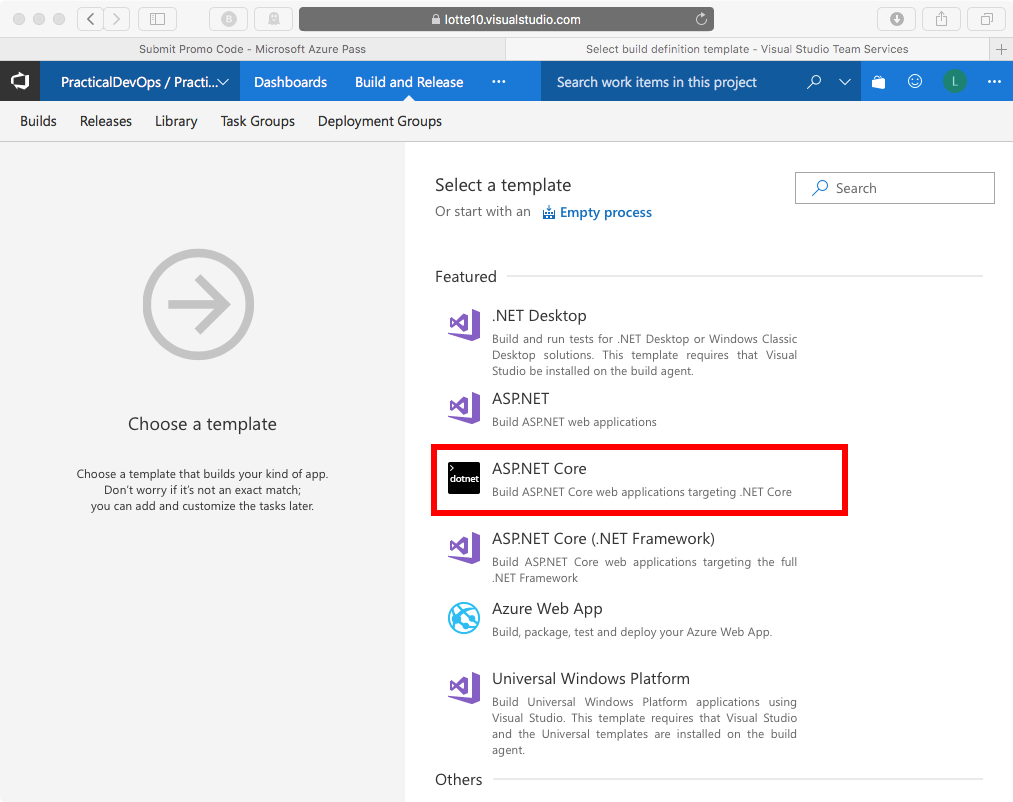 lotte10.visualstudio.com
Submit Promo Code - Microsoft Azure Pass
Select build definition template - Visual Studio Team Services
PracticalDevOps / Practi...
Dashboards
Build and Release
Search work items in this project
L
Builds
Releases
Library
Task Groups
Deployment Groups
Choose a template
Choose a template that builds your kind of app.
Don't worry if it's not an exact match;
you can add and customize the tasks later.
Select a template
Search
Or start with an Empty process
Featured
.NET Desktop
Build and run tests for .NET Desktop or Windows Classic
Desktop solutions. This template requires that Visual
Studio be installed on the build agent.
ASP.NET
Build ASP.NET web applications
>
dotnet
ASP.NET Core
Build ASP.NET Core web applications targeting .NET Core
ASP.NET Core (.NET Framework)
Build ASP.NET Core web applications targeting the full
.NET Framework
Azure Web App
Build, package, test and deploy your Azure Web App.
Universal Windows Platform
Build Universal Windows Platform applications using
Visual Studio. This template requires that Visual Studio
and the Universal templates are installed on the build
agent.
Others